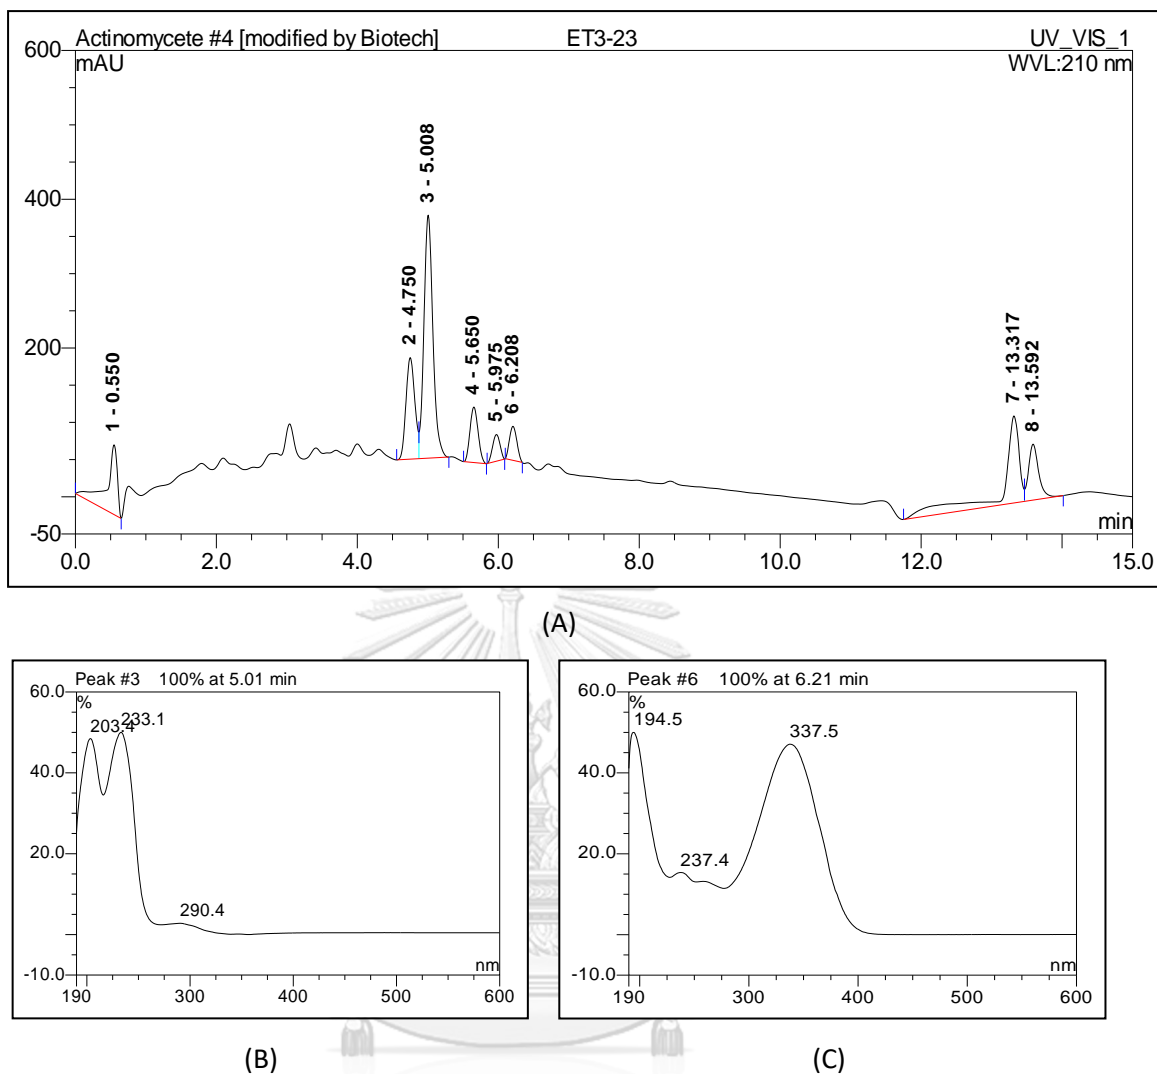 Actinomycete #4 [modified by Biotech] ET3-23 UV_VIS_1
600
mAU
WVL:210 nm
400
200
-50
1 - 0.550
2 - 4.750
3 - 5.008
4 - 5.650
5 - 5.975
6 - 6.208
7 - 13.317
8 - 13.592
min
0.0 2.0 4.0 6.0 8.0 10.0 12.0 15.0
(A)
Peak #3 100% at 5.01 min
60.0
%
203.4
233.1
40.0
20.0
290.4
-10.0
nm
190 300 400 500 600
(B)
Peak #6 100% at 6.21 min
60.0
%
194.5
337.5
40.0
20.0
237.4
-10.0
nm
190 300 400 500 600
(C)